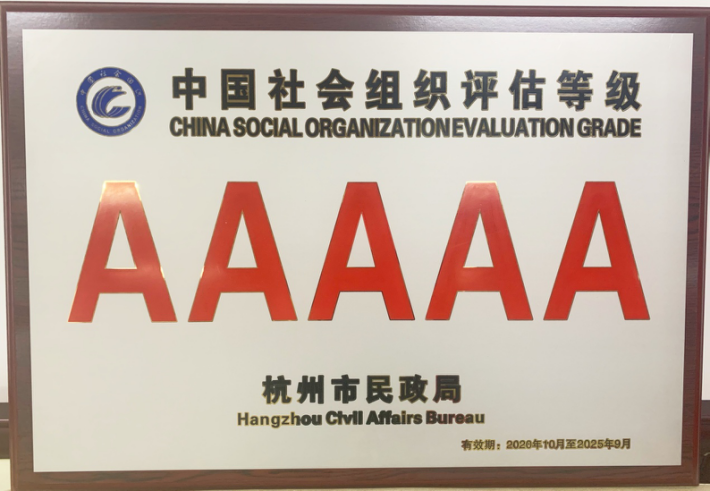 中国社会组织评估等级
CHINA SOCIAL ORGANIZATION EVALUATION GRADE
AAAAA
杭州市民政局
Hangzhou Civil Affairs Bureau
有效期：2020年10月至2025年9月